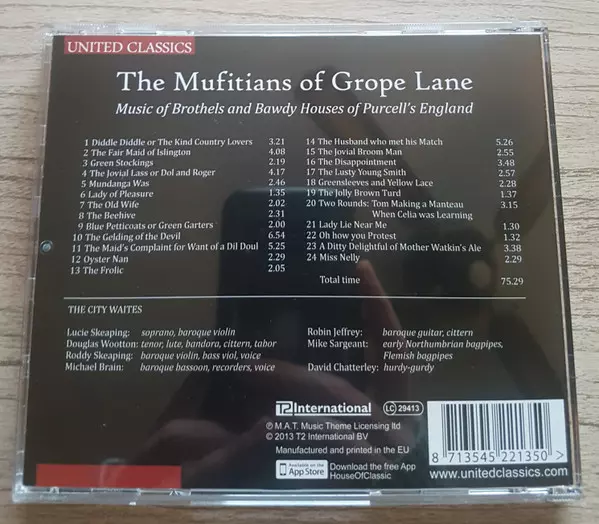 UNITED CLASSICS
The Mufitians of Grope Lane
Music of Brothels and Bawdy Houses of Purcell's England
1 Diddle Diddle or The Kind Country Lovers 3.21
2 The Fair Maid of Islington 4.08
3 Green Stockings 2.19
4 The Jovial Lass or Dol and Roger 4.17
5 Mundanga Was 2.46
6 Lady of Pleasure 1.35
7 The Old Wife 2.02
8 The Beehive 2.31
9 Blue Petticoats or Green Garters 2.00
10 The Gelding of the Devil 6.54
11 The Maid's Complaint for Want of a Dil Doul 5.25
12 Oyster Nan 2.29
13 The Frolic 2.05
14 The Husband who met his Match 5.26
15 The Jovial Broom Man 2.55
16 The Disappointment 3.48
17 The Lusty Young Smith 2.57
18 Greensleeves and Yellow Lace 2.28
19 The Jolly Brown Turd 1.37
20 Two Rounds: Tom Making a Manteau 3.15
When Celia was Learning
21 Lady Lie Near Me 1.30
22 Oh how you Protest 1.32
23 A Ditty Delightful of Mother Watkin's Ale 3.38
24 Miss Nelly 2.29
Total time 75.29
THE CITY WAITES
Lucie Skeaping: soprano, baroque violin
Douglas Wootton: tenor, lute, bandora, cittern, tabor
Roddy Skeaping: baroque violin, bass viol, voice
Michael Brain: baroque bassoon, recorders, voice
Robin Jeffrey: baroque guitar, cittern
Mike Sargeant: early Northumbrian bagpipes,
Flemish bagpipes
David Chatterley: hurdy-gurdy
T2 International
LC 29413
℗ M.A.T. Music Theme Licensing ltd
© 2013 T2 International BV
Manufactured and printed in the EU
Available on the
App Store
Download the free App
HouseOfClassic
8 713545 221350 >
www.unitedclassics.com